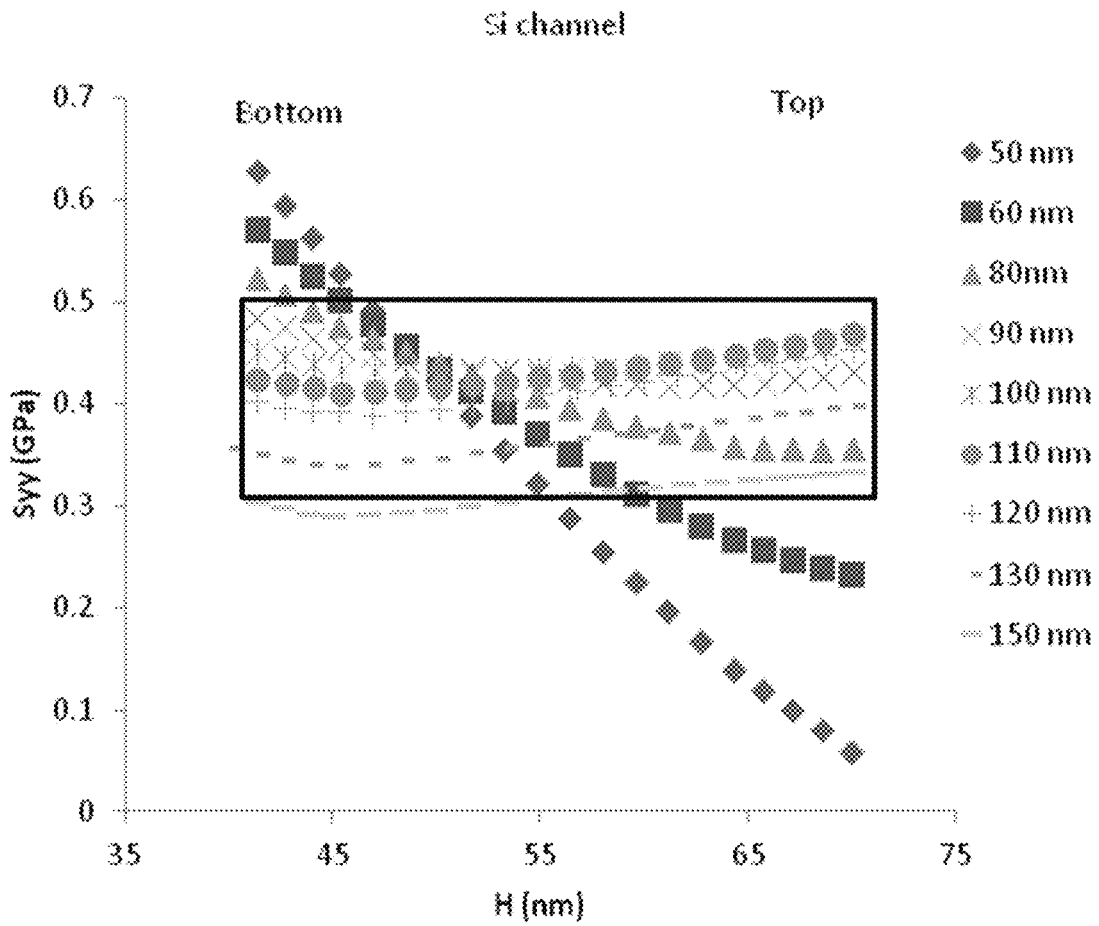 Si channel
Bottom
Top
0.7
0.6
0.5
0.4
0.3
0.2
0.1
0
Syy (GPa)
35
45
55
65
75
H (nm)
50 nm
60 nm
80nm
90 nm
100 nm
110 nm
120 nm
130 nm
150 nm